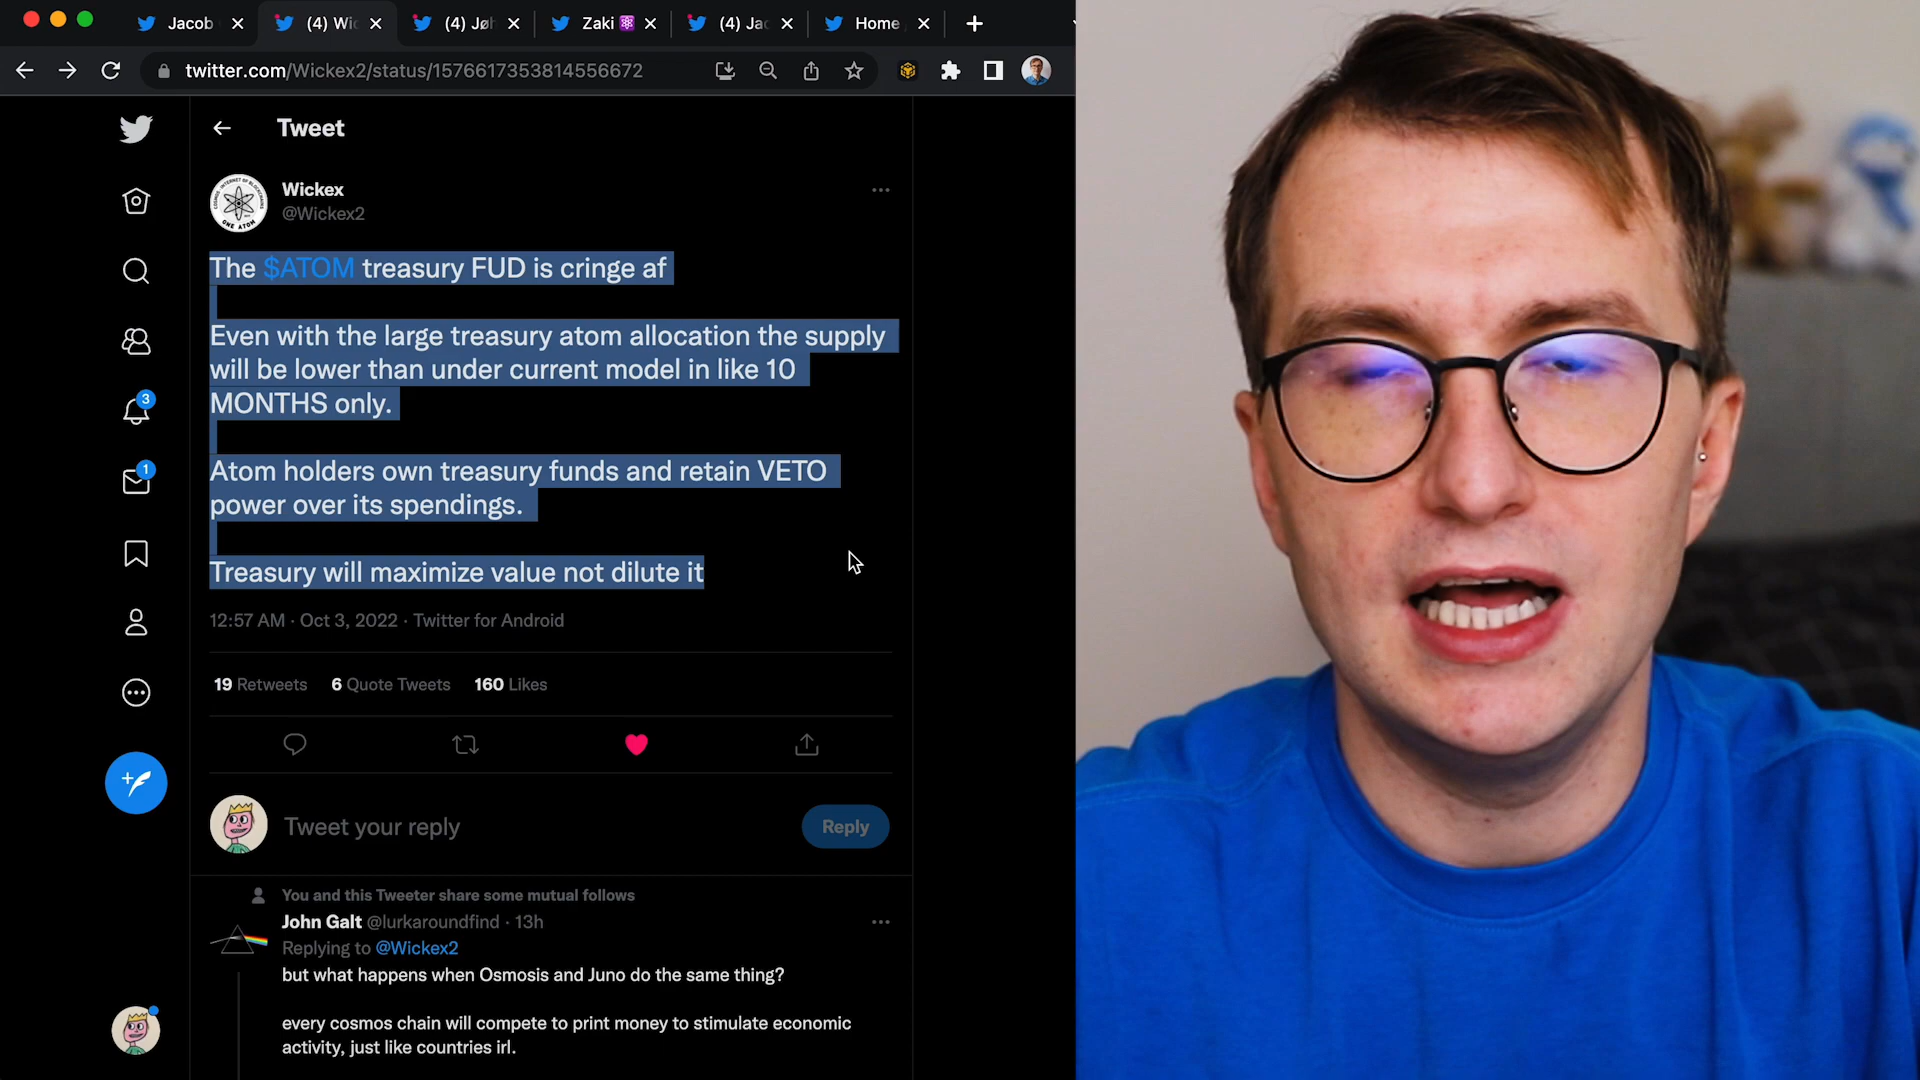 Jacob
(4) Wic
(4) Jøh
Zaki
(4) Jac
Home
twitter.com/Wickex2/status/1576617353814556672
Tweet
Wickex
@Wickex2
The $ATOM treasury FUD is cringe af
Even with the large treasury atom allocation the supply
will be lower than under current model in like 10
MONTHS only.
Atom holders own treasury funds and retain VETO
power over its spendings.
Treasury will maximize value not dilute it
12:57 AM · Oct 3, 2022 · Twitter for Android
19 Retweets 6 Quote Tweets 160 Likes
3
1
Tweet your reply
Reply
You and this Tweeter share some mutual follows
John Galt @lurkaroundfind · 13h
Replying to @Wickex2
but what happens when Osmosis and Juno do the same thing?
every cosmos chain will compete to print money to stimulate economic
activity, just like countries irl.